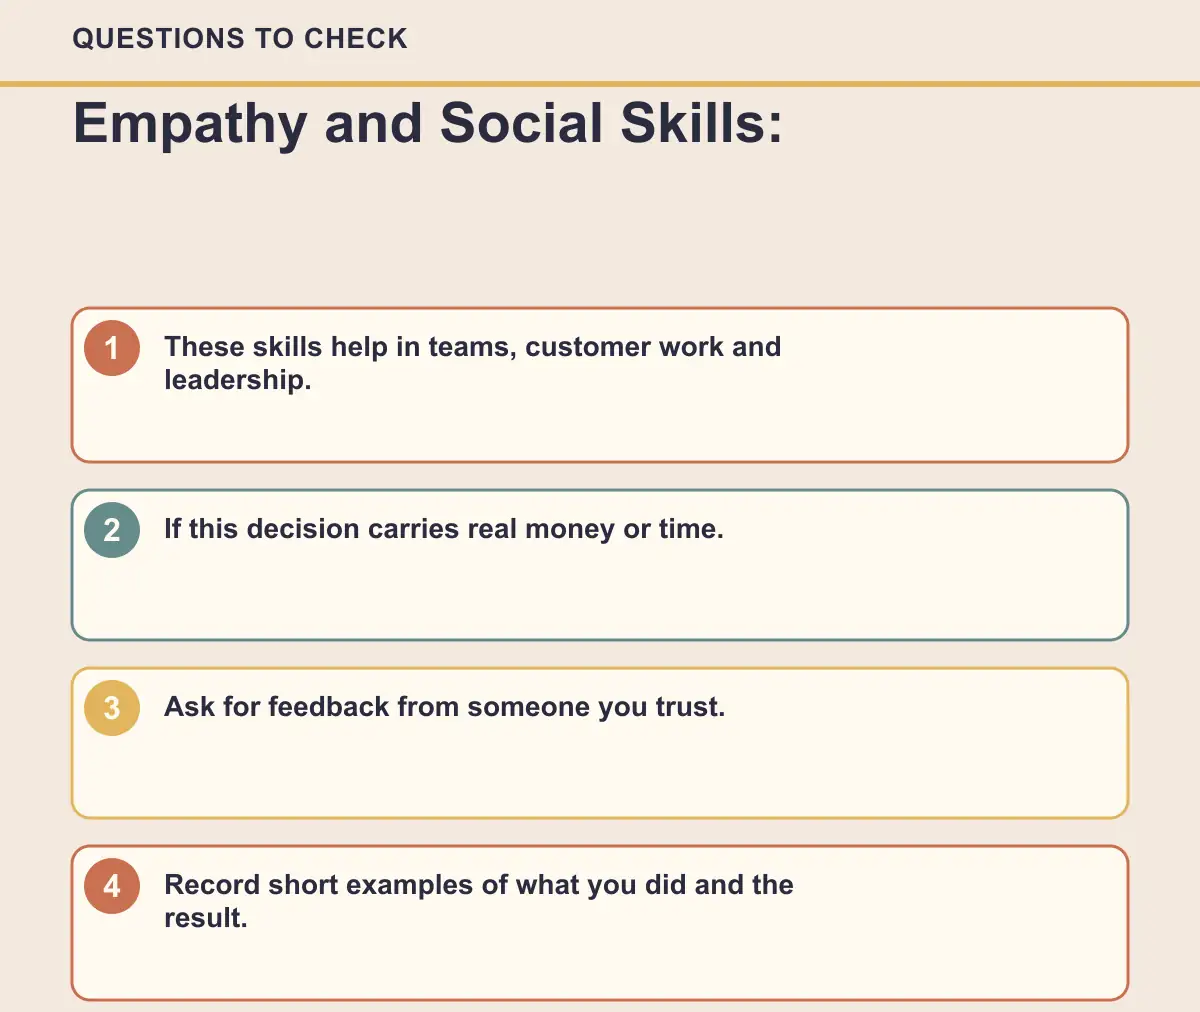 QUESTIONS TO CHECK
Empathy and Social Skills:
1
These skills help in teams, customer work and
leadership.
2
If this decision carries real money or time.
3
Ask for feedback from someone you trust.
4
Record short examples of what you did and the
result.